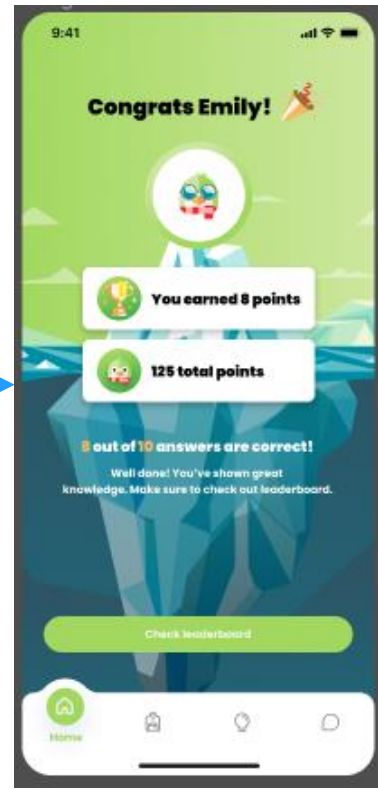 9:41
Congrats Emily!
You earned 8 points
125 total points
8 out of 10 answers are correct!
Well done! You've shown great
knowledge. Make sure to check out leaderboard.
Check leaderboard
Home